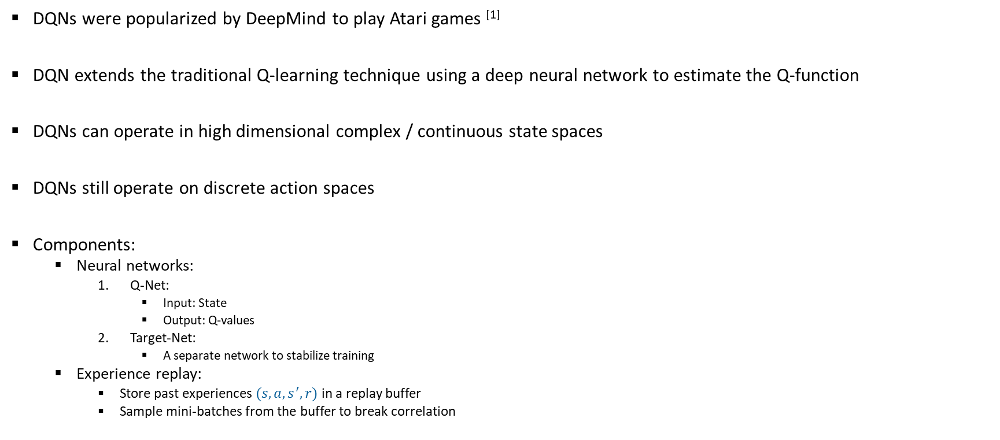 ▪ DQNs were popularized by DeepMind to play Atari games [1]
▪ DQN extends the traditional Q-learning technique using a deep neural network to estimate the Q-function
▪ DQNs can operate in high dimensional complex / continuous state spaces
▪ DQNs still operate on discrete action spaces
▪ Components:
▪ Neural networks:
1. Q-Net:
▪ Input: State
▪ Output: Q-values
2. Target-Net:
▪ A separate network to stabilize training
▪ Experience replay:
▪ Store past experiences (s, a, s′, r) in a replay buffer
▪ Sample mini-batches from the buffer to break correlation